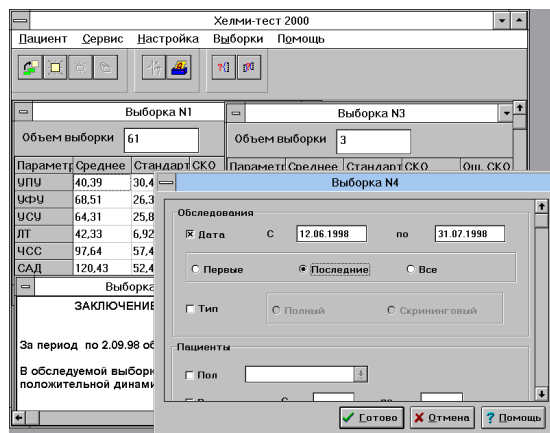 Хелми-тест 2000
Пациент Сервис Настройка Выборки Помощь
Выборка N1
Объем выборки 61
Параметр Среднее Стандарт СКО
УПУ 40,39 30,4
УФУ 68,51 26,3
УСУ 64,31 25,8
ЛТ 42,33 6,92
ЧСС 97,64 57,4
САД 120,43 52,4
Выборка N3
Объем выборки 3
Параметр Среднее Стандарт СКО Ош. СКО
Выборка
ЗАКЛЮЧЕНИЕ
За период по 2.09.98 об
В обследуемой выборк
положительной динами
Выборка N4
Обследования
Дата С 12.06.1998 по 31.07.1998
Первые Последние Все
Тип Полный Скрининговый
Пациенты
Пол
Готово Отмена Помощь